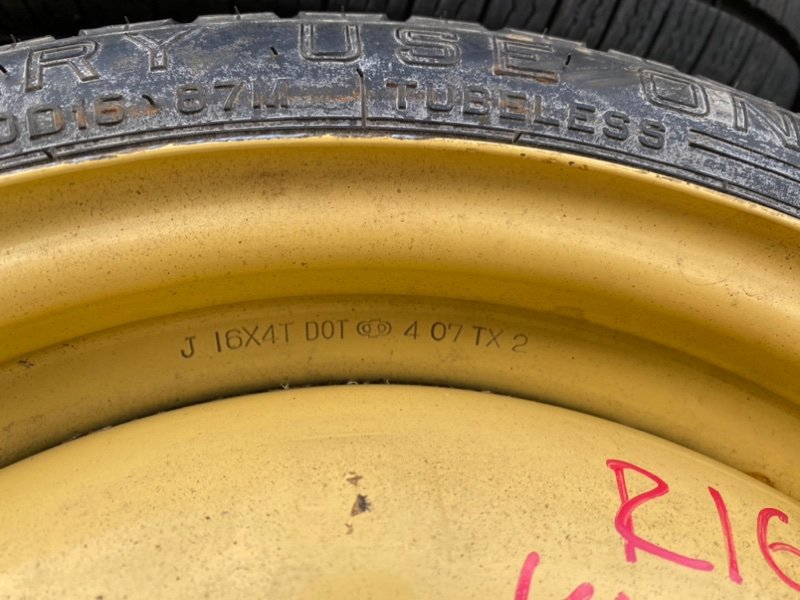 RY USE ON
D16 87M TUBELESS
J 16X4T DOT 4 07 TX 2
R16